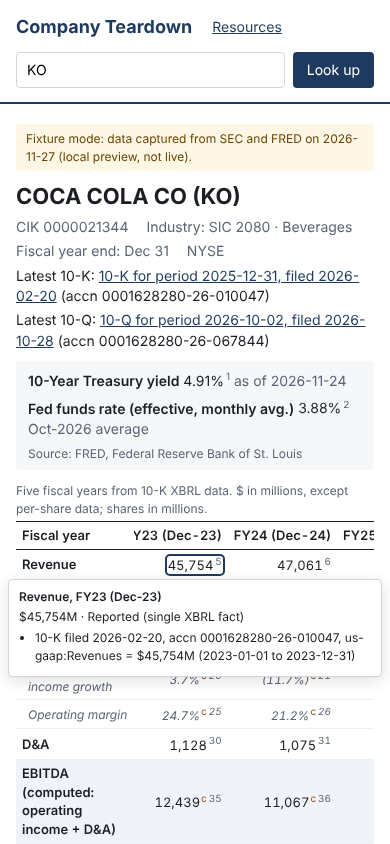 Company Teardown Resources
KO Look up
Fixture mode: data captured from SEC and FRED on 2026-
11-27 (local preview, not live).
COCA COLA CO (KO)
CIK 0000021344 Industry: SIC 2080 · Beverages
Fiscal year end: Dec 31 NYSE
Latest 10-K: 10-K for period 2025-12-31, filed 2026-
02-20 (accn 0001628280-26-010047)
Latest 10-Q: 10-Q for period 2026-10-02, filed 2026-
10-28 (accn 0001628280-26-067844)
10-Year Treasury yield 4.91% 1 as of 2026-11-24
Fed funds rate (effective, monthly avg.) 3.88% 2
Oct-2026 average
Source: FRED, Federal Reserve Bank of St. Louis
Five fiscal years from 10-K XBRL data. $ in millions, except
per-share data; shares in millions.
Fiscal year Y23 (Dec-23) FY24 (Dec-24) FY25
Revenue 45,754 5 47,061 6
Revenue, FY23 (Dec-23)
$45,754M · Reported (single XBRL fact)
• 10-K filed 2026-02-20, accn 0001628280-26-010047, us-
gaap:Revenues = $45,754M (2023-01-01 to 2023-12-31)
income growth 3.7% c (11.7%) c
Operating margin 24.7% c 25 21.2% c 26
D&A 1,128 30 1,075 31
EBITDA
(computed:
operating 12,439 c 35 11,067 c 36
income + D&A)